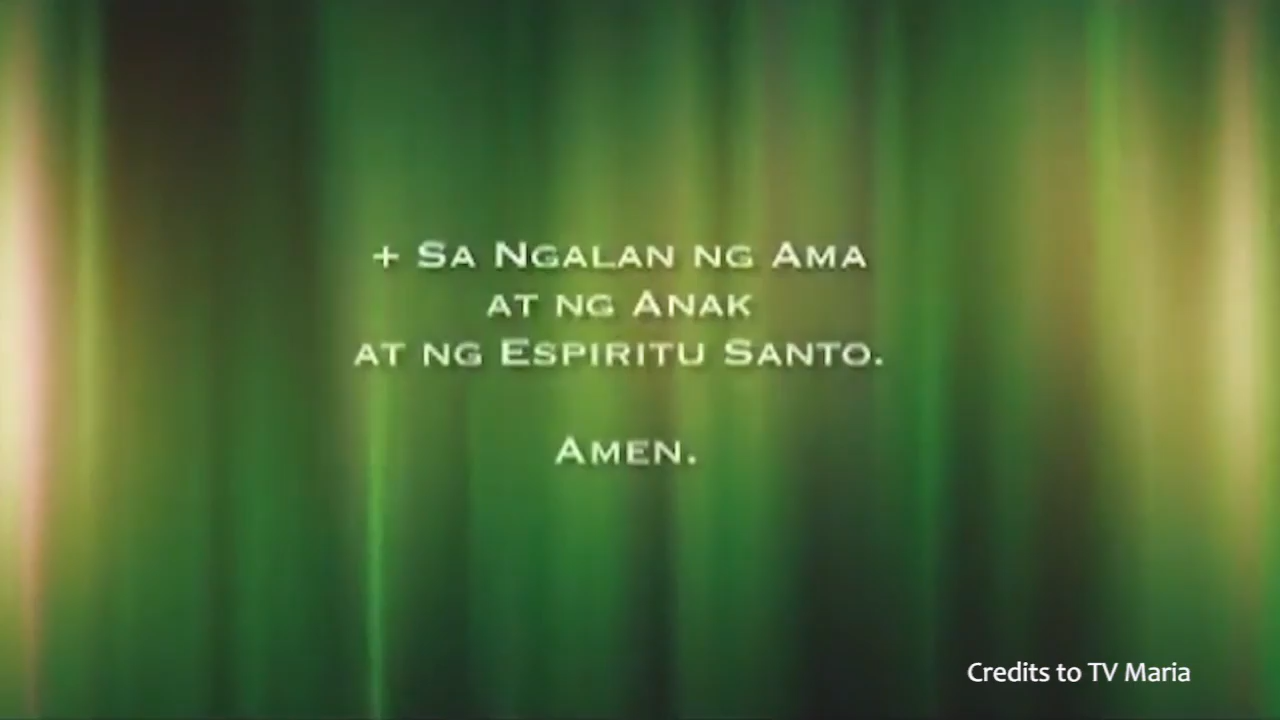 + Sa Ngalan ng Ama
at ng Anak
at ng Espiritu Santo.
Amen.
Credits to TV Maria